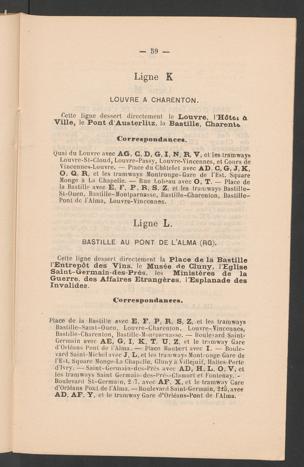 — 59 —
Ligne K
LOUVRE A CHARENTON.
Cette ligne dessert directement le Louvre, l'Hôtel à
Ville, le Pont d'Austerlitz, la Bastille, Charent
Correspondances.
Quai du Louvre avec AG, C, D, G, I, N, R, V, et les tramways
Louvre-St-Cloud, Louvre-Passy, Louvre-Vincennes, et Cours de
Vincennes-Louvre. — Place du Châtelet avec AD, C, G, J, K,
O, Q, R, et les tramways Montrouge-Gare de l'Est, Square
Monge à La Chapelle. — Rue avec O, T. — Place de
la Bastille avec E, F, P, R, S, Z, et les tramways Bastille-
St-Ouen, Bastille-Montparnasse, Bastille-Charenton, Bastille-
Pont de l'Alma, Louvre-Vincennes.
Ligne L.
BASTILLE AU PONT DE L'ALMA (RG).
Cette ligne dessert directement la Place de la Bastille
l'Entrepôt des Vins, le Musée de Cluny, l'Eglise
Saint-Germain-des-Prés, les Ministères de la
Guerre, des Affaires Etrangères, l'Esplanade des
Invalides.
Correspondances.
Place de la Bastille avec E, F, P, R, S, Z, et les tramways
Bastille-Saint-Ouen, Louvre-Charenton, Louvre-Vincennes,
Bastille-Charenton, Bastille-Montparnasse. — Boulevard Saint-
Germain avec AE, G, I, K, T, U, Z, et le tramway Gare
d'Orléans Pont de l'Alma. — Place Maubert avec I. — Boule-
vard Saint-Michel avec J, L, et les tramways Montrouge Gare de
l'Est, Square Monge-La Chapelle, Cluny à Villejuif, Halles-Porte
d'Ivry. — Saint-Germain-des-Prés avec AD, H, L, O, V, et
les tramways Saint Germain-des-Prés-Clamart et Fontenay. -
Boulevard St-Germain, avec AF, X, et le tramway Gare
d'Orléans Pont de l'Alma. — Boulevard Saint-Germain, avec
AD, AF, Y, et le tramway Gare d'Orléans-Pont de l'Alma.